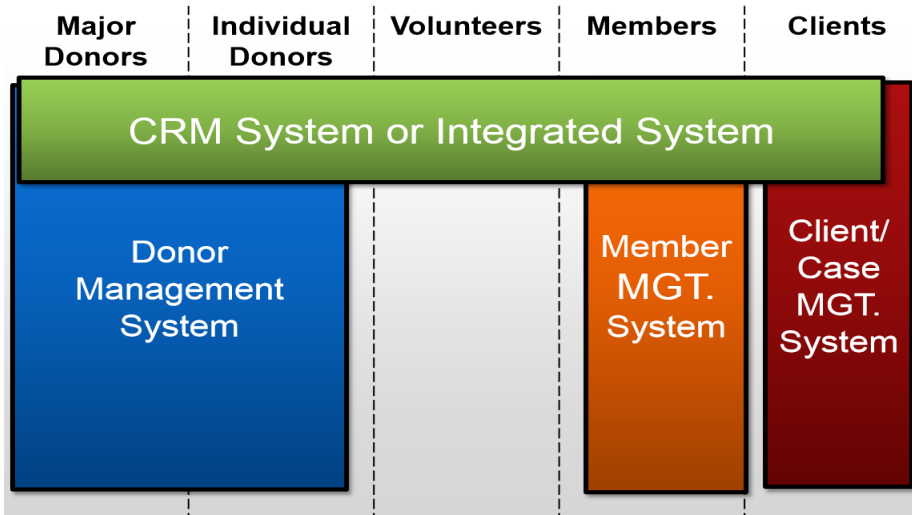 Major
Donors
Individual
Donors
Volunteers
Members
Clients
CRM System or Integrated System
Donor
Management
System
Member
MGT.
System
Client/
Case
MGT.
System